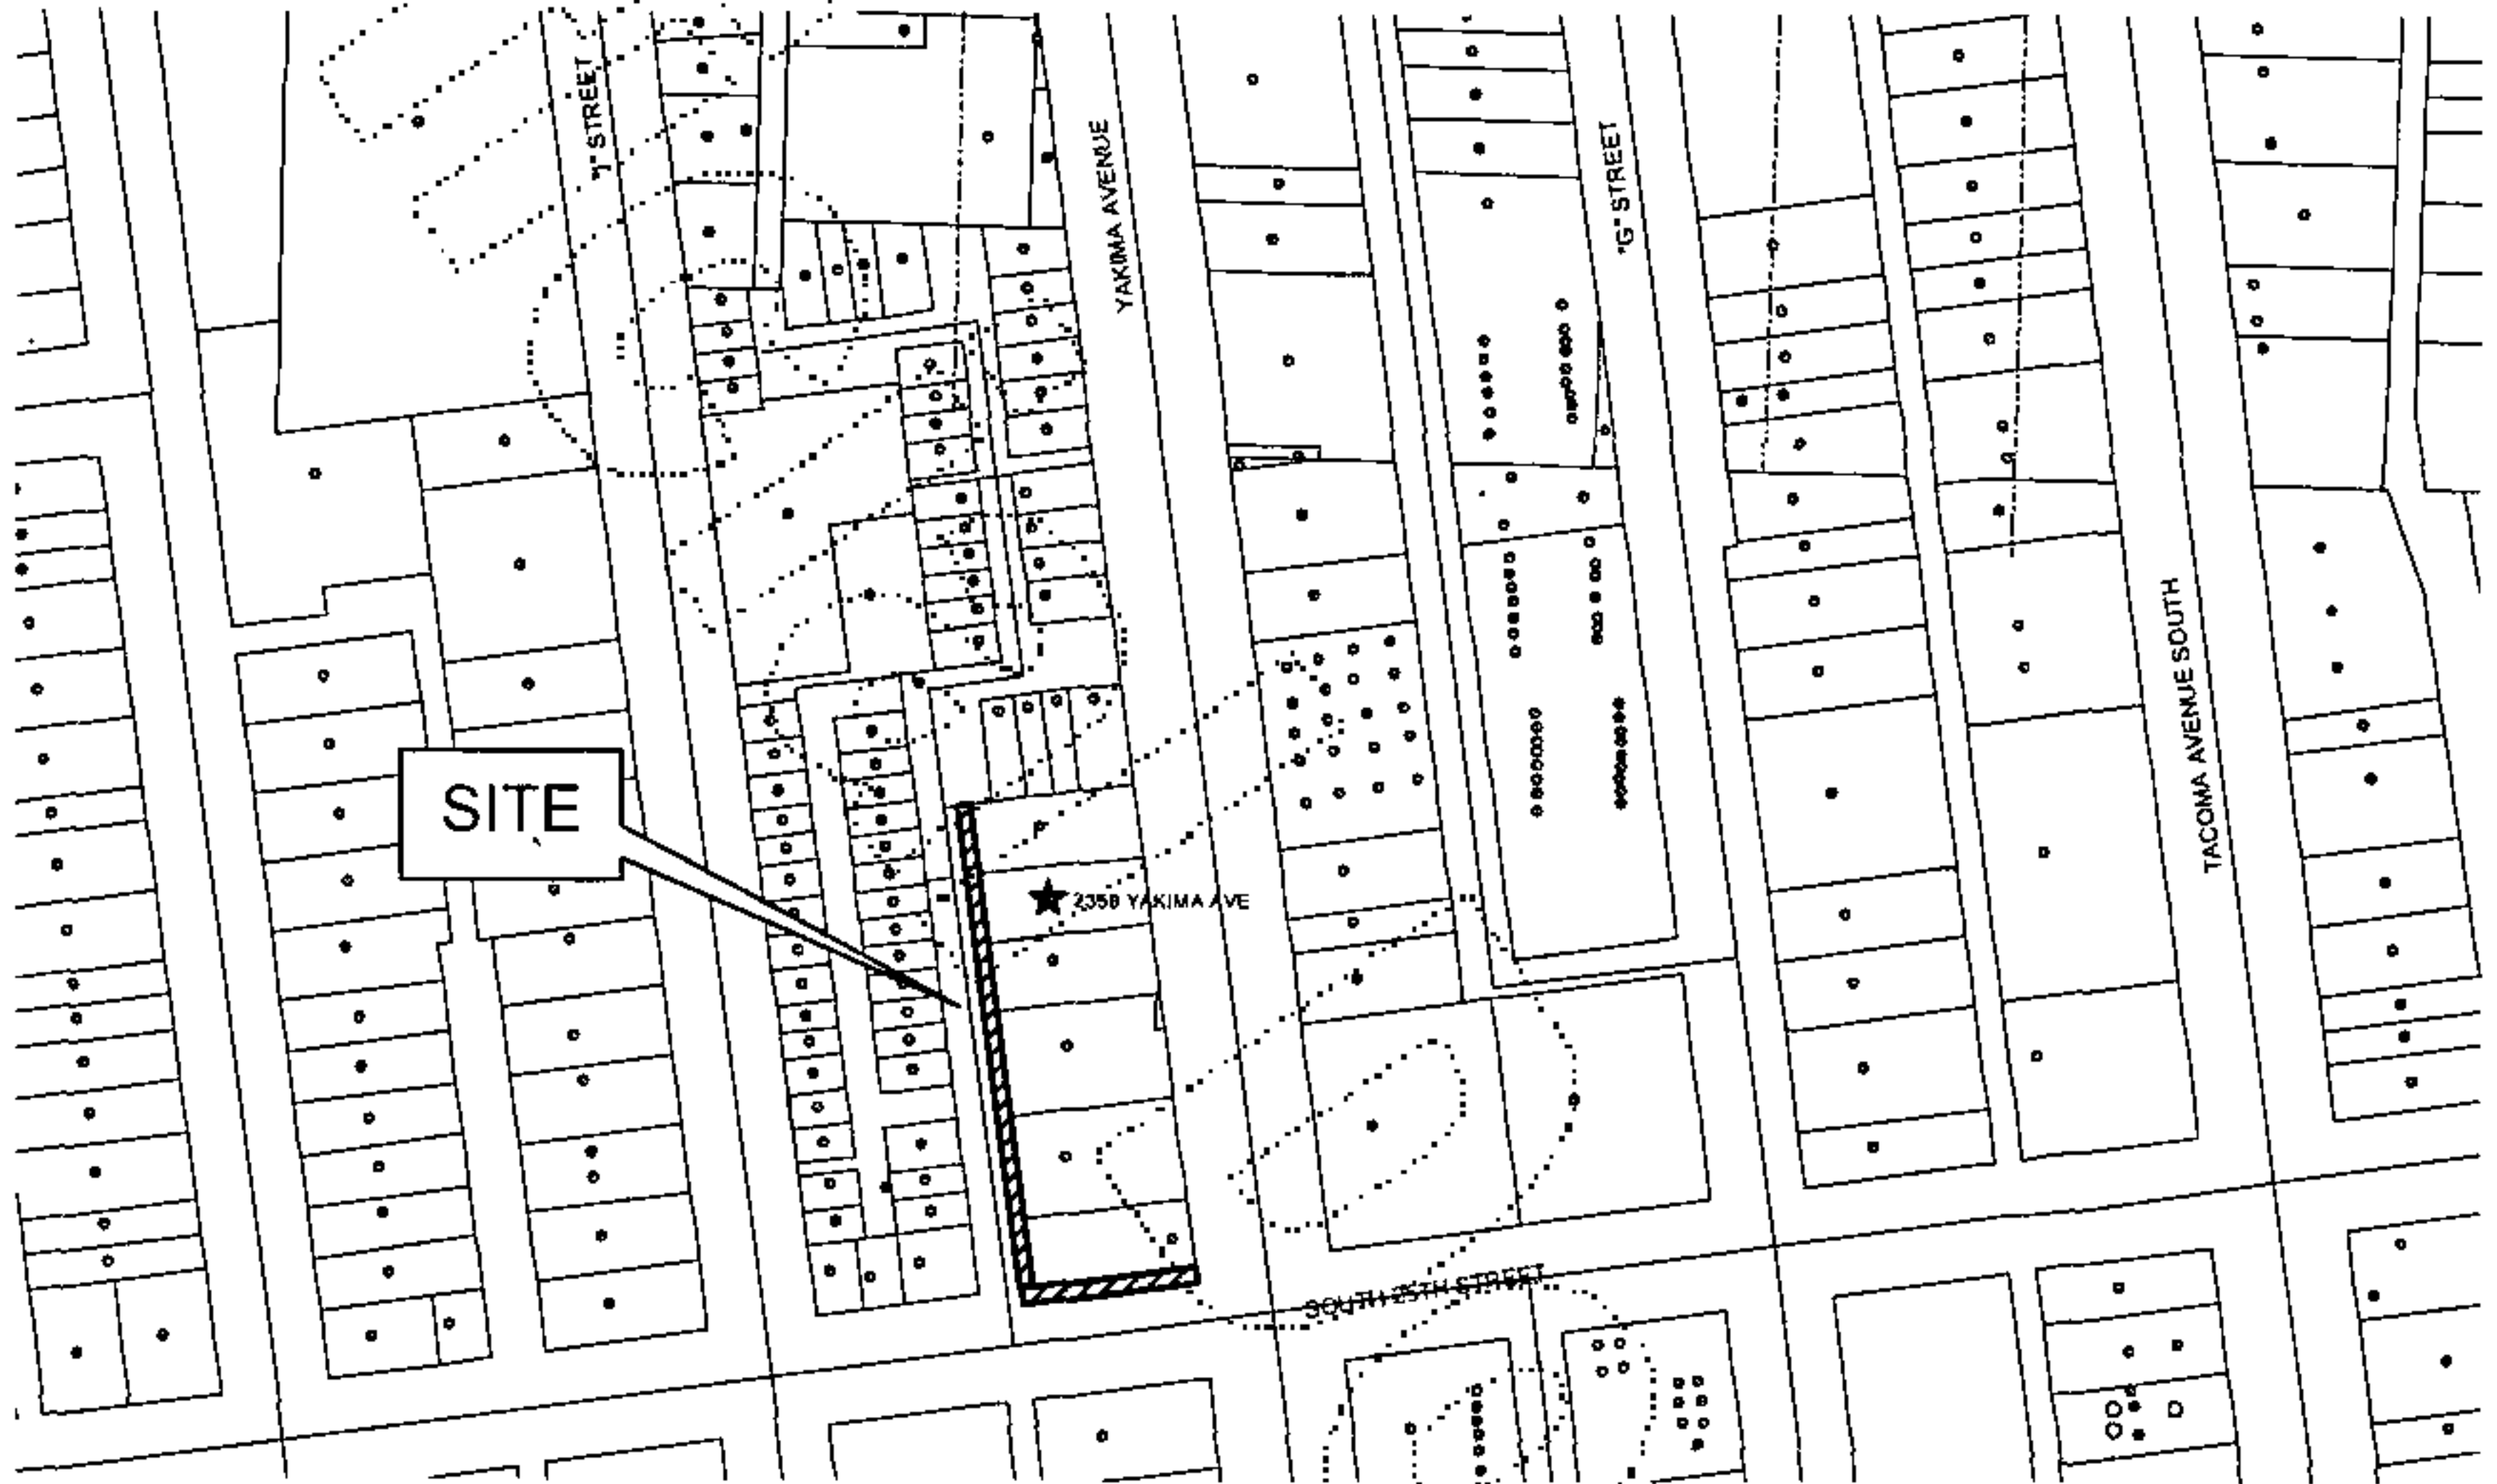 "I" STREET
YAKIMA AVENUE
"G" STREET
TACOMA AVENUE SOUTH
SITE
2358 YAKIMA AVE
SOUTH 25TH STREET